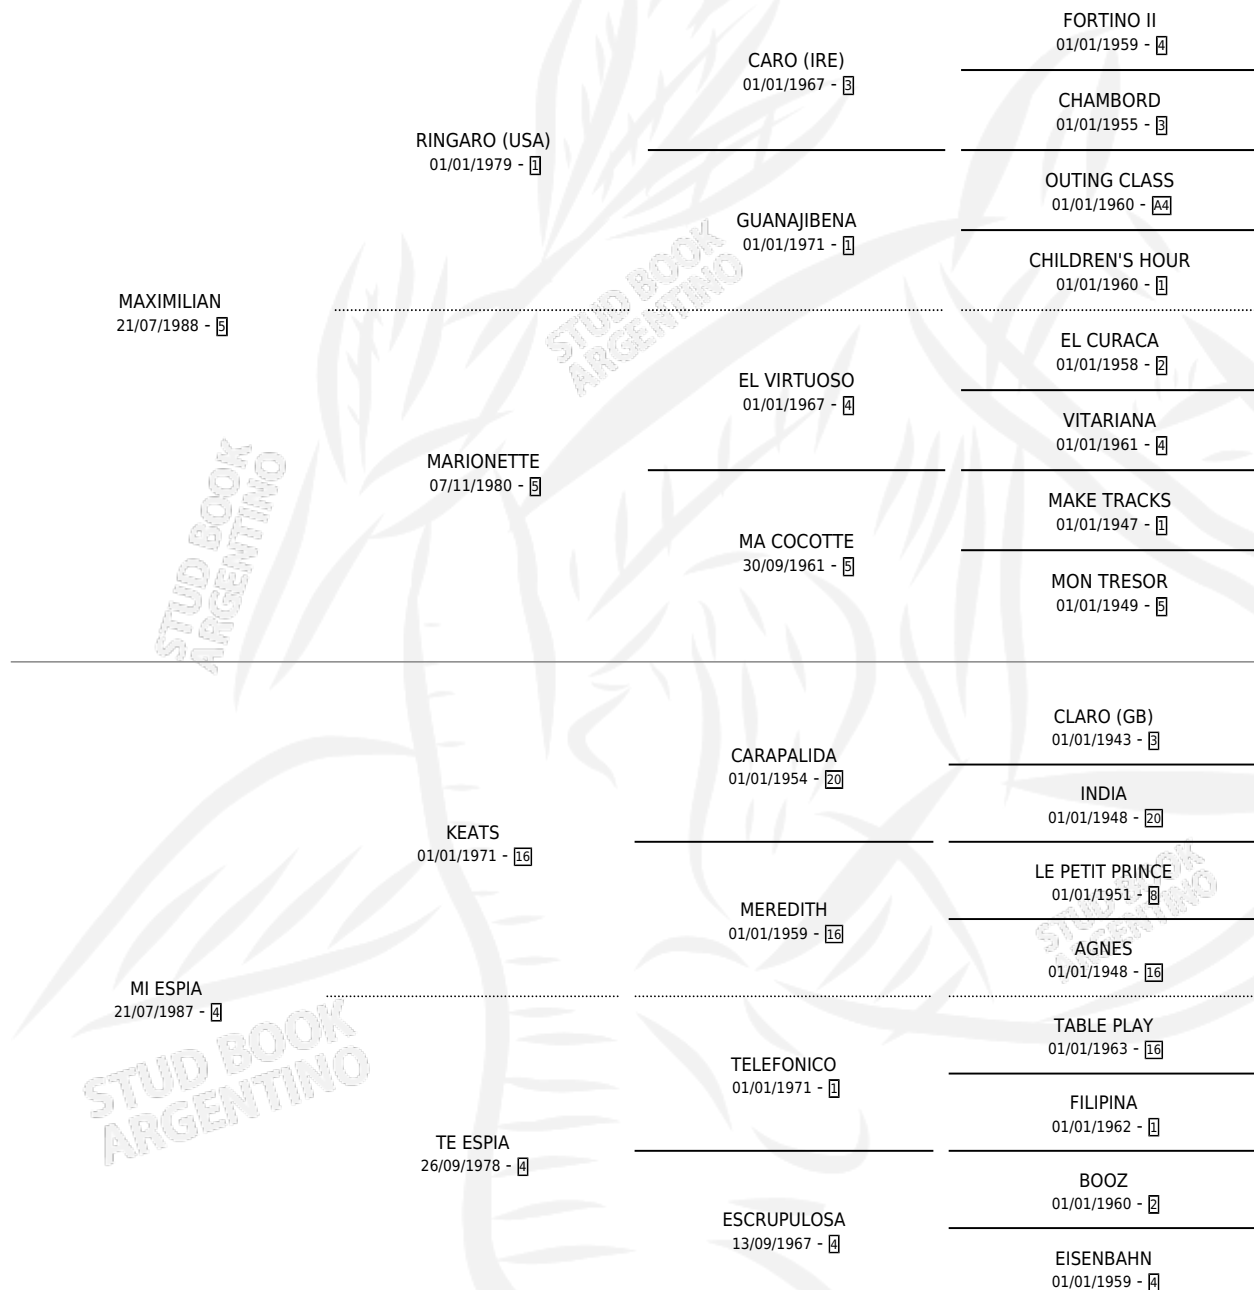 FORTINO II
01/01/1959 - 4
CARO (IRE)
01/01/1967 - 3
CHAMBORD
01/01/1955 - 3
RINGARO (USA)
01/01/1979 - 1
OUTING CLASS
01/01/1960 - A4
GUANAJIBENA
01/01/1971 - 1
CHILDREN'S HOUR
01/01/1960 - 1
MAXIMILIAN
21/07/1988 - 5
EL CURACA
01/01/1958 - 2
EL VIRTUOSO
01/01/1967 - 4
VITARIANA
01/01/1961 - 4
MARIONETTE
07/11/1980 - 5
MAKE TRACKS
01/01/1947 - 1
MA COCOTTE
30/09/1961 - 5
MON TRESOR
01/01/1949 - 5
CLARO (GB)
01/01/1943 - 3
CARAPALIDA
01/01/1954 - 20
INDIA
01/01/1948 - 20
KEATS
01/01/1971 - 16
LE PETIT PRINCE
01/01/1951 - 8
MEREDITH
01/01/1959 - 16
AGNES
01/01/1948 - 16
MI ESPIA
21/07/1987 - 4
TABLE PLAY
01/01/1963 - 16
TELEFONICO
01/01/1971 - 1
FILIPINA
01/01/1962 - 1
TE ESPIA
26/09/1978 - 4
BOOZ
01/01/1960 - 2
ESCRUPULOSA
13/09/1967 - 4
EISENBAHN
01/01/1959 - 4
STUD BOOK
ARGENTINO
STUD BOOK
ARGENTINO
STUD BOOK
ARGENTINO
STUD BOOK
ARGENTINO